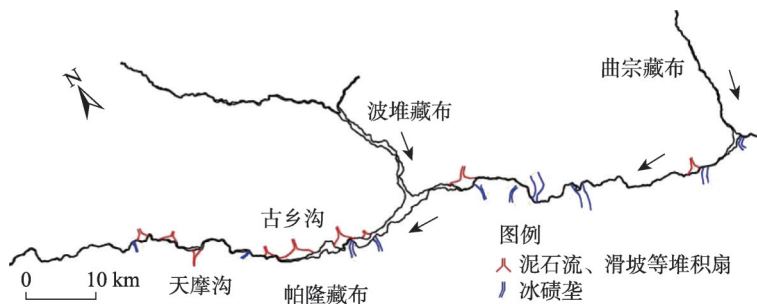 N
曲宗藏布
波堆藏布
古乡沟
图例
泥石流、滑坡等堆积扇
冰碛垄
0 10 km
天摩沟
帕隆藏布